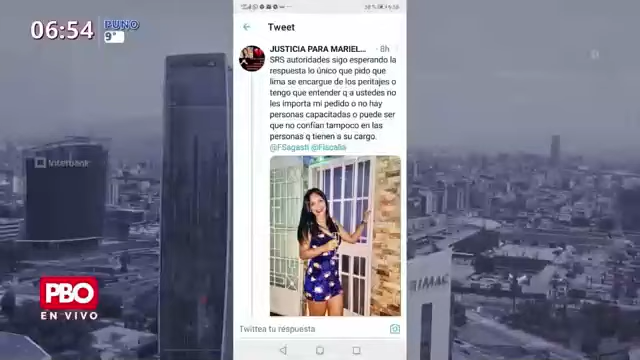 06:54
PUNO
9°
Tweet
JUSTICIA PARA MARIEL... · 8h
SRS autoridades sigo esperando la
respuesta lo único que pido que
lima se encargue de los peritajes o
tengo que entender q a ustedes no
les importa mi pedido o no hay
personas capacitadas o puede ser
que no confían tampoco en las
personas q tienen a su cargo.
@FSagasti @Fiscalia
Interbank
IMAC
PBO
EN VIVO
Twittea tu respuesta